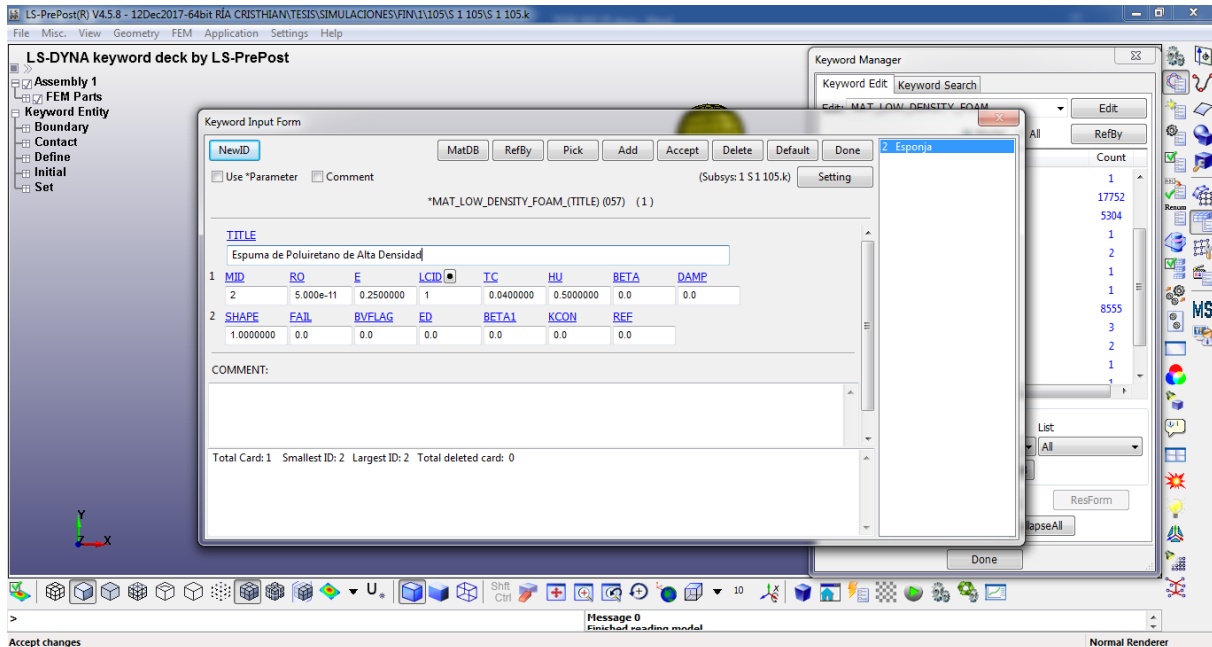 LS-PrePost(R) V4.5.8 - 12Dec2017-64bit RÍA CRISTHIAN\TESIS\SIMULACIONES\FIN\1\105\S 1 105\S 1 105.k
File Misc. View Geometry FEM Application Settings Help
LS-DYNA keyword deck by LS-PrePost
Assembly 1
FEM Parts
Keyword Entity
Boundary
Contact
Define
Initial
Set
Keyword Manager
Keyword Edit Keyword Search
Edit: MAT_LOW_DENSITY_FOAM Edit
All RefBy
Count
1
17752
5304
1
2
1
1
8555
3
2
1
1
List
All
ResForm
lapseAll
Done
Keyword Input Form
NewID MatDB RefBy Pick Add Accept Delete Default Done
Use *Parameter Comment (Subsys: 1 S 1 105.k) Setting
*MAT_LOW_DENSITY_FOAM_(TITLE) (057) (1)
2 Esponja
TITLE
Espuma de Poluiretano de Alta Densidad
1 MID RO E LCID TC HU BETA DAMP
2 5.000e-11 0.2500000 1 0.0400000 0.5000000 0.0 0.0
2 SHAPE FAIL BVFLAG ED BETA1 KCON REF
1.0000000 0.0 0.0 0.0 0.0 0.0 0.0
COMMENT:
Total Card: 1 Smallest ID: 2 Largest ID: 2 Total deleted card: 0
Y
Z X
Renum
MS
U.
Shft
Ctrl
10
>
Message 0
Finished reading model
Accept changes
Normal Renderer